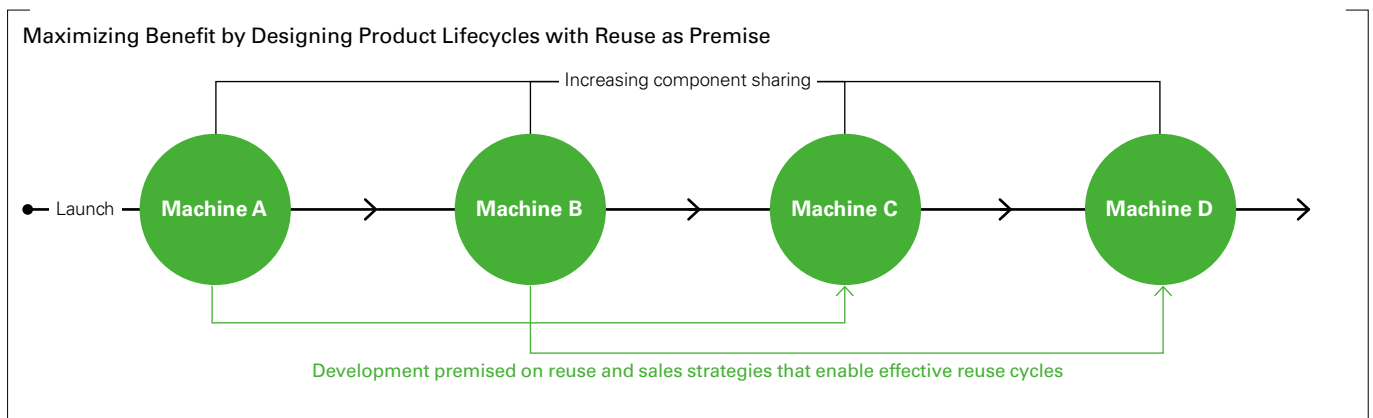 Maximizing Benefit by Designing Product Lifecycles with Reuse as Premise
Increasing component sharing
Launch
Machine A
Machine B
Machine C
Machine D
Development premised on reuse and sales strategies that enable effective reuse cycles